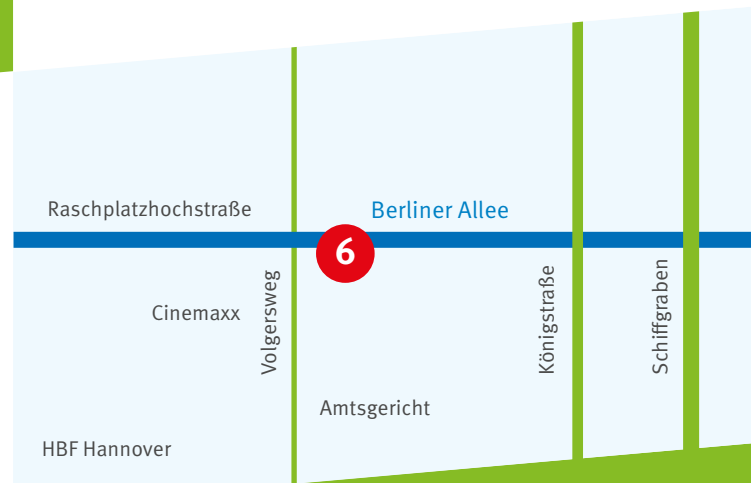 Raschplatzhochstraße
Berliner Allee
6
Cinemaxx
Volgersweg
Königstraße
Schiffgraben
Amtsgericht
HBF Hannover